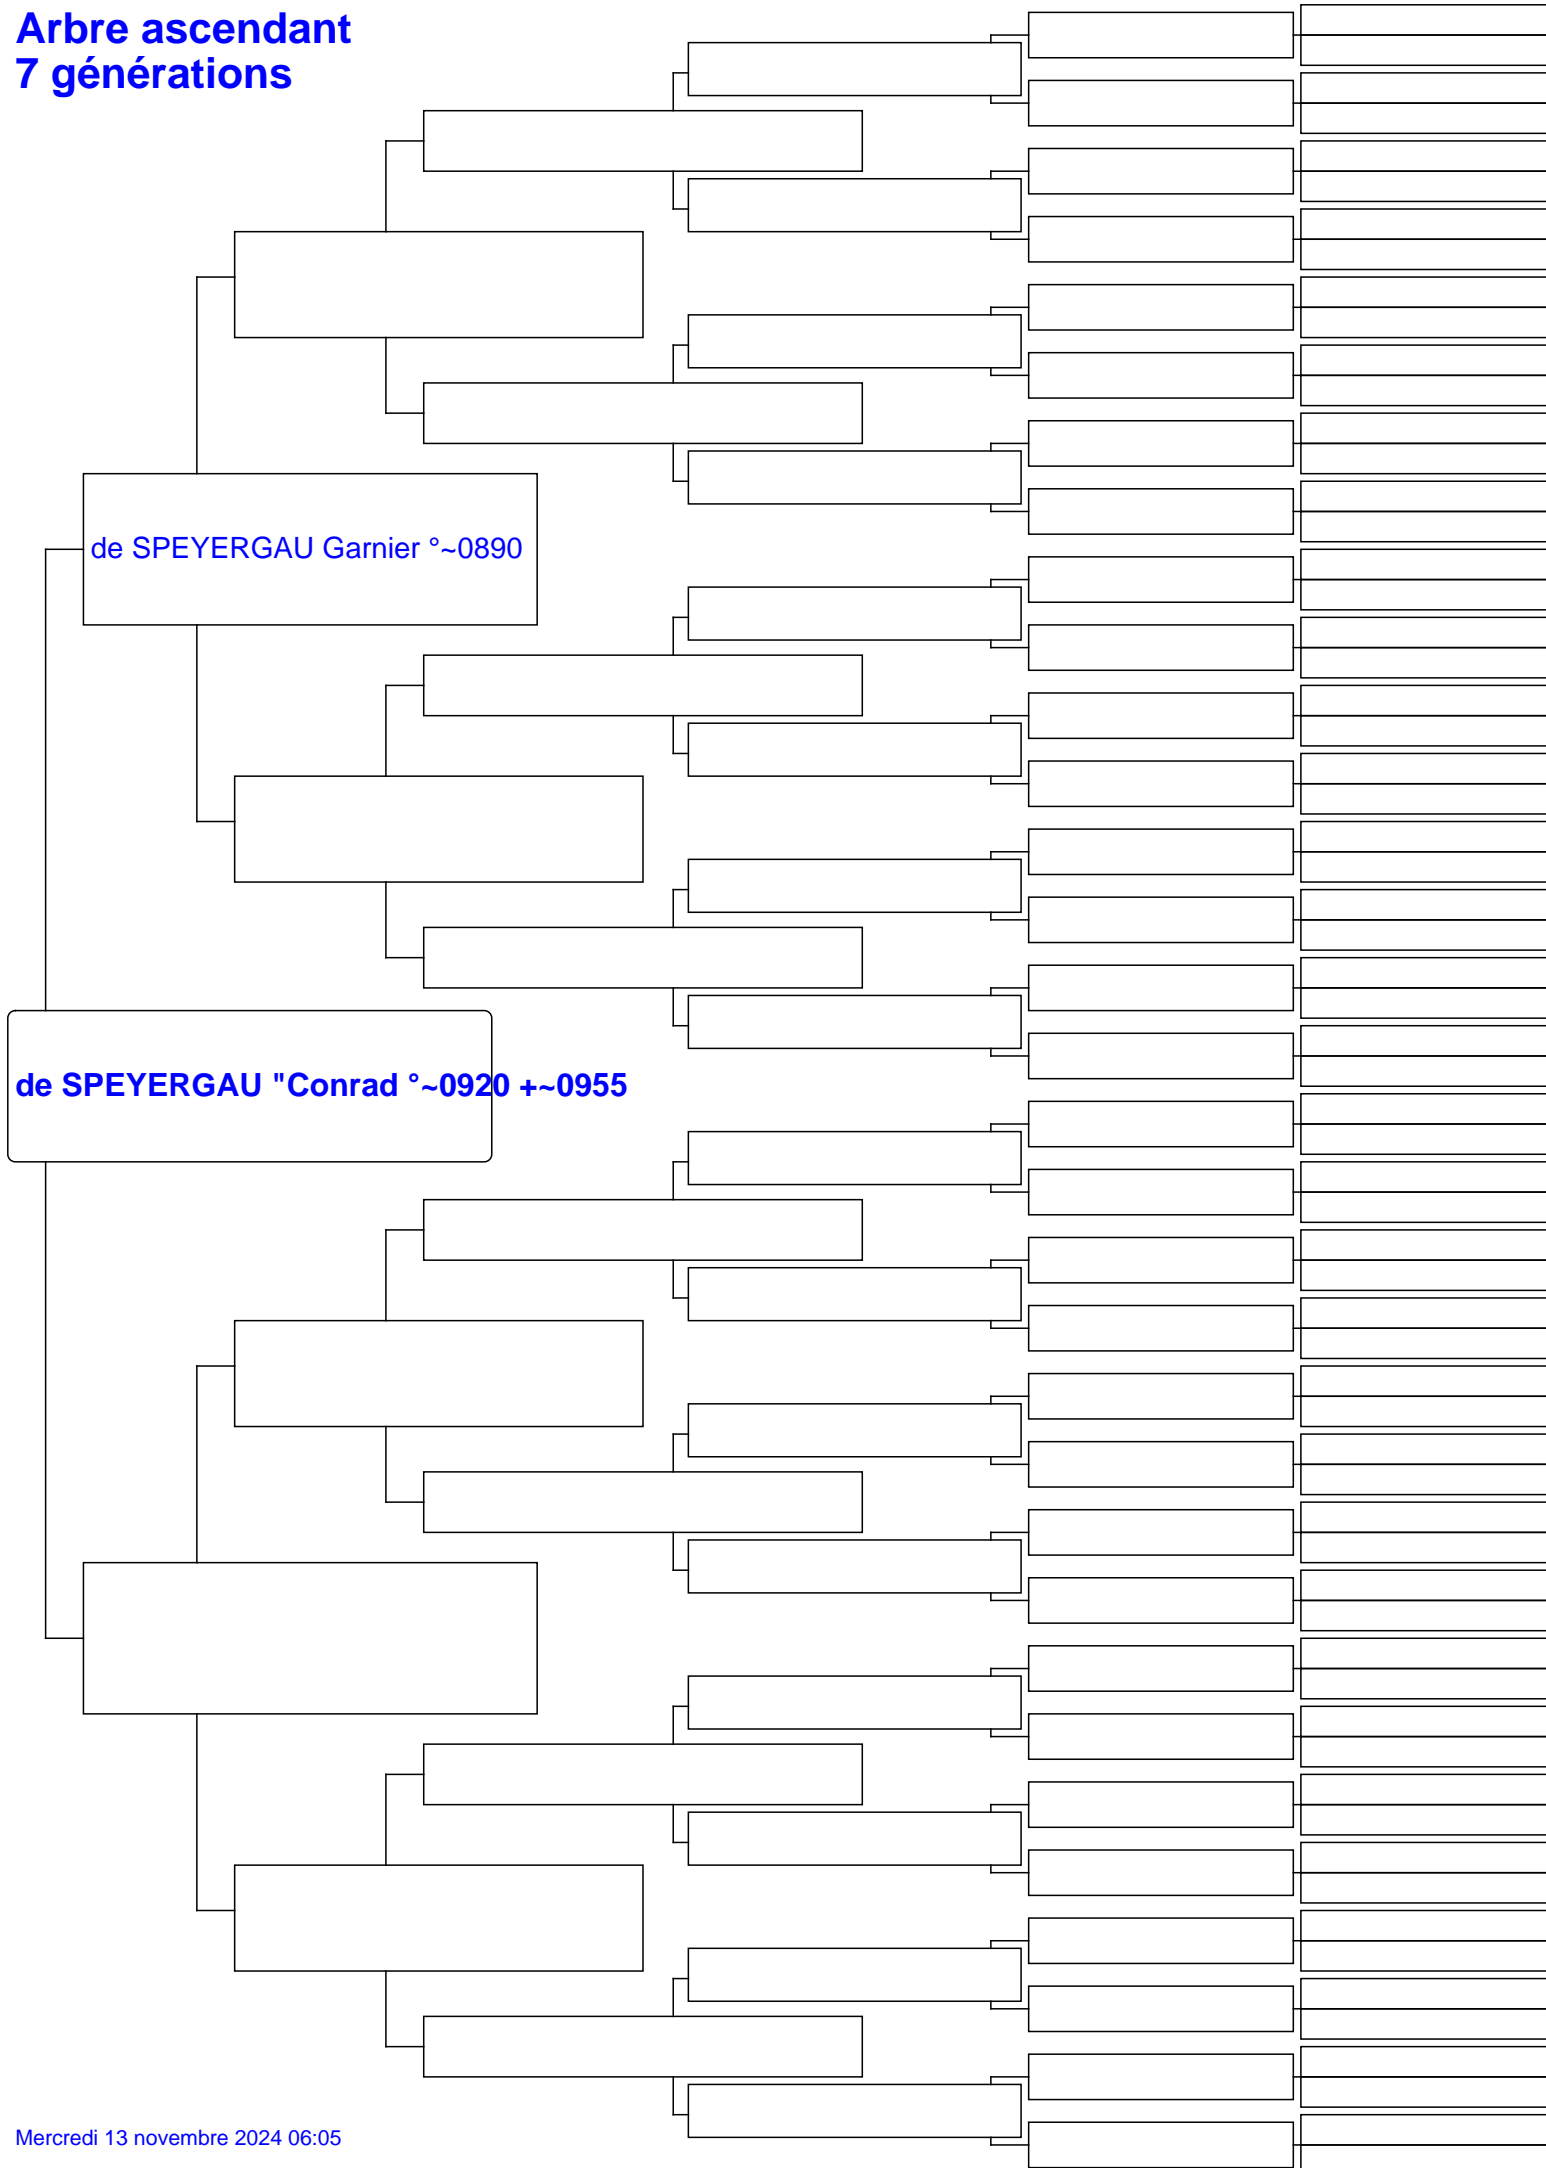 Arbre ascendant
7 générations
de SPEYERGAU Garnier °~0890
de SPEYERGAU "Conrad °~0920 +~0955
Mercredi 13 novembre 2024 06:05